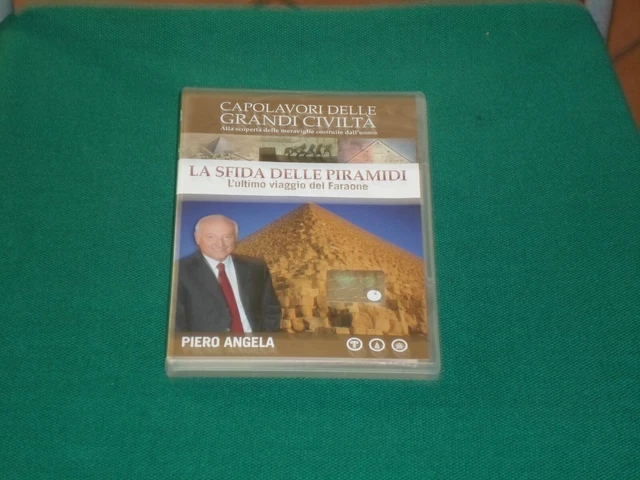 CAPOLAVORI DELLE
GRANDI CIVILTÀ
Alla scoperta delle meraviglie costruite dall'uomo
LA SFIDA DELLE PIRAMIDI
L'ultimo viaggio del Faraone
PIERO ANGELA